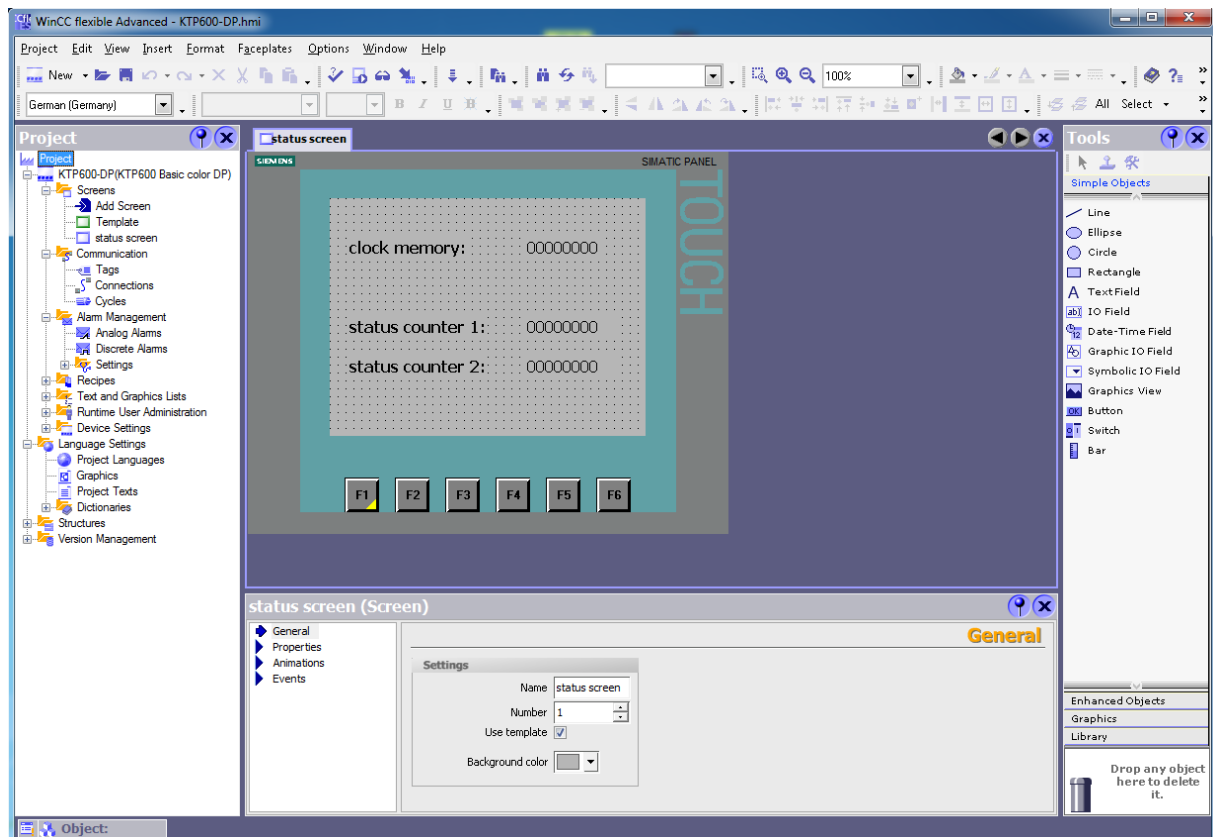 WinCC flexible Advanced - KTP600-DP.hmi
Project Edit View Insert Format Faceplates Options Window Help
New 100%
German (Germany) B I U B All Select
Project
Project
KTP600-DP(KTP600 Basic color DP)
Screens
Add Screen
Template
status screen
Communication
Tags
Connections
Cycles
Alarm Management
Analog Alarms
Discrete Alarms
Settings
Recipes
Text and Graphics Lists
Runtime User Administration
Device Settings
Language Settings
Project Languages
Graphics
Project Texts
Dictionaries
Structures
Version Management
status screen
SIEMENS SIMATIC PANEL
TOUCH
clock memory: 00000000
status counter 1: 00000000
status counter 2: 00000000
F1 F2 F3 F4 F5 F6
status screen (Screen)
General
Properties
Animations
Events
General
Settings
Name status screen
Number 1
Use template
Background color
Tools
Simple Objects
Line
Ellipse
Circle
Rectangle
A TextField
ab IO Field
12 Date-Time Field
Graphic IO Field
Symbolic IO Field
Graphics View
OK Button
Switch
Bar
Enhanced Objects
Graphics
Library
Drop any object
here to delete
it.
Object: